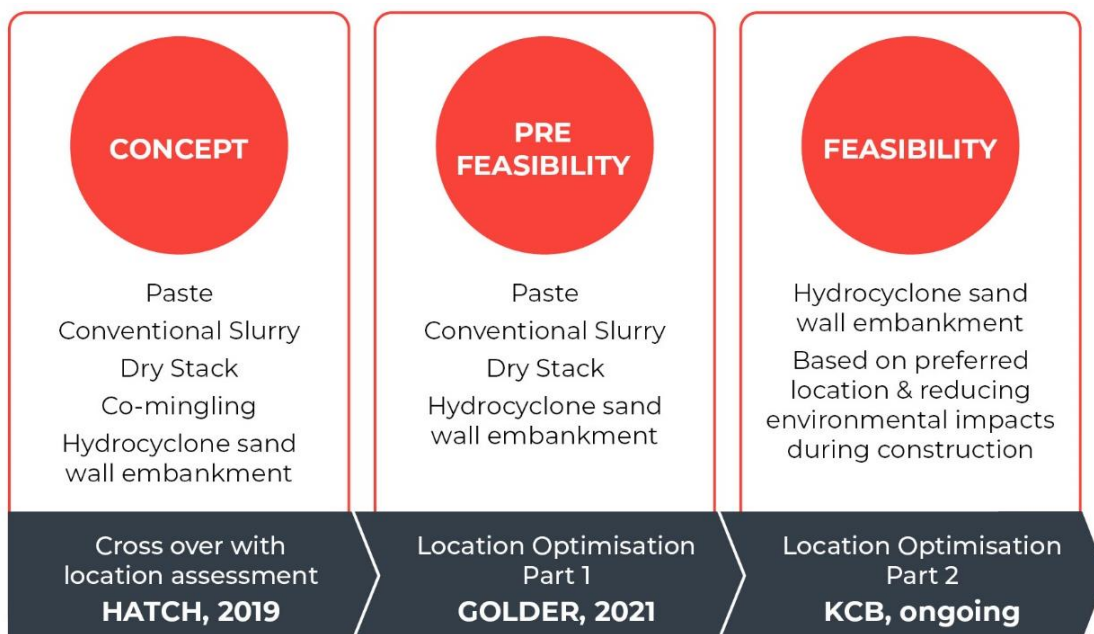 CONCEPT
Paste
Conventional Slurry
Dry Stack
Co-mingling
Hydrocyclone sand
wall embankment
Cross over with
location assessment
HATCH, 2019
PRE
FEASIBILITY
Paste
Conventional Slurry
Dry Stack
Hydrocyclone sand
wall embankment
Location Optimisation
Part 1
GOLDER, 2021
FEASIBILITY
Hydrocyclone sand
wall embankment
Based on preferred
location & reducing
environmental impacts
during construction
Location Optimisation
Part 2
KCB, ongoing